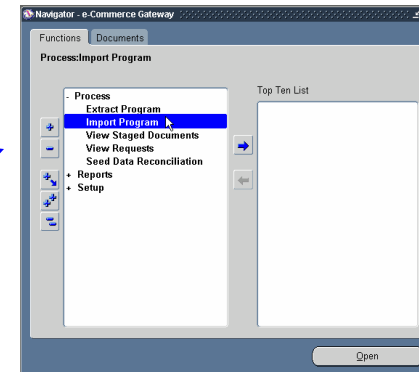 Navigator - e-Commerce Gateway
Functions
Documents
Process:Import Program
Top Ten List
- Process
Extract Program
Import Program
View Staged Documents
View Requests
Seed Data Reconciliation
+ Reports
+ Setup
Open